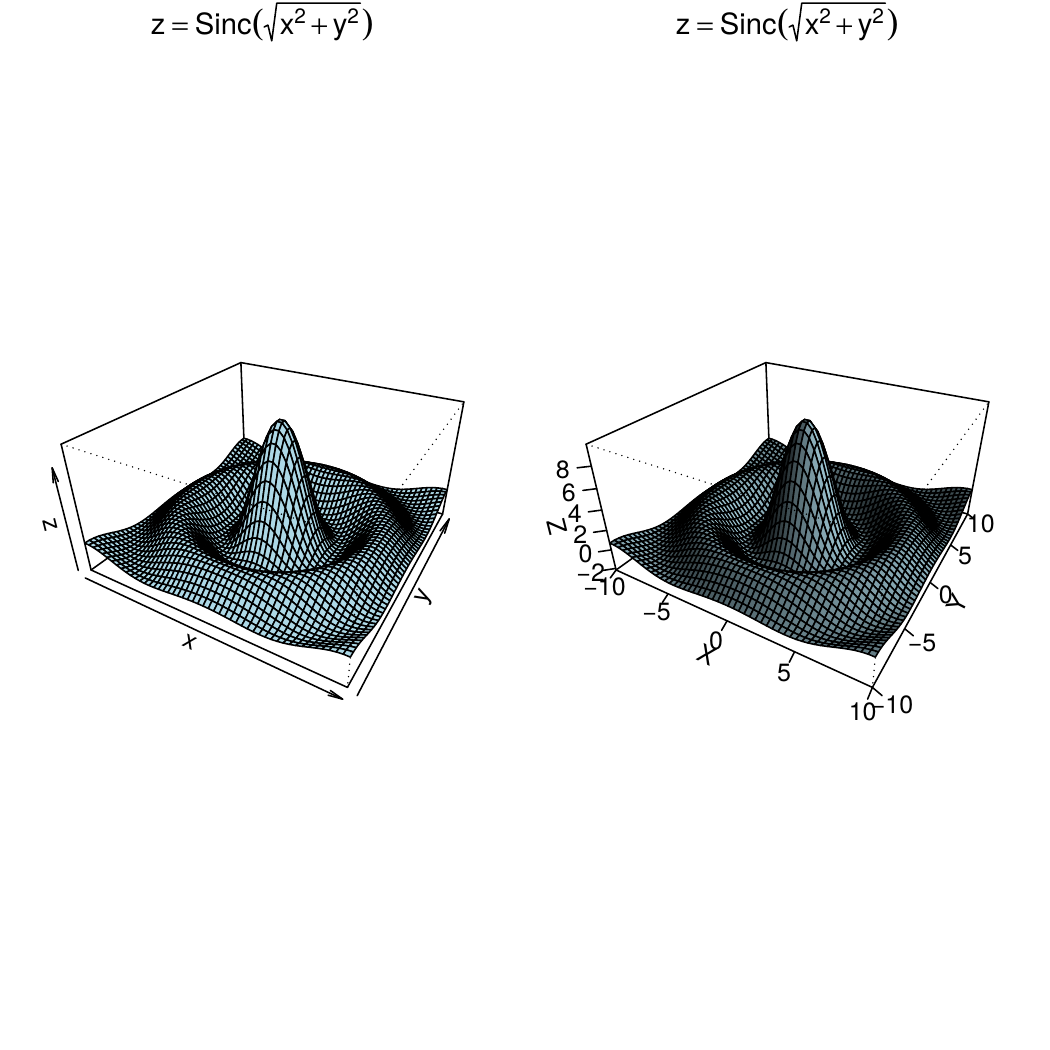 z = Sinc(√x² + y²)
z
x
y
z = Sinc(√x² + y²)
8
6
4
2
0
−2
Z
−10
−5
0
5
10
X
−10
−5
0
5
10
Y